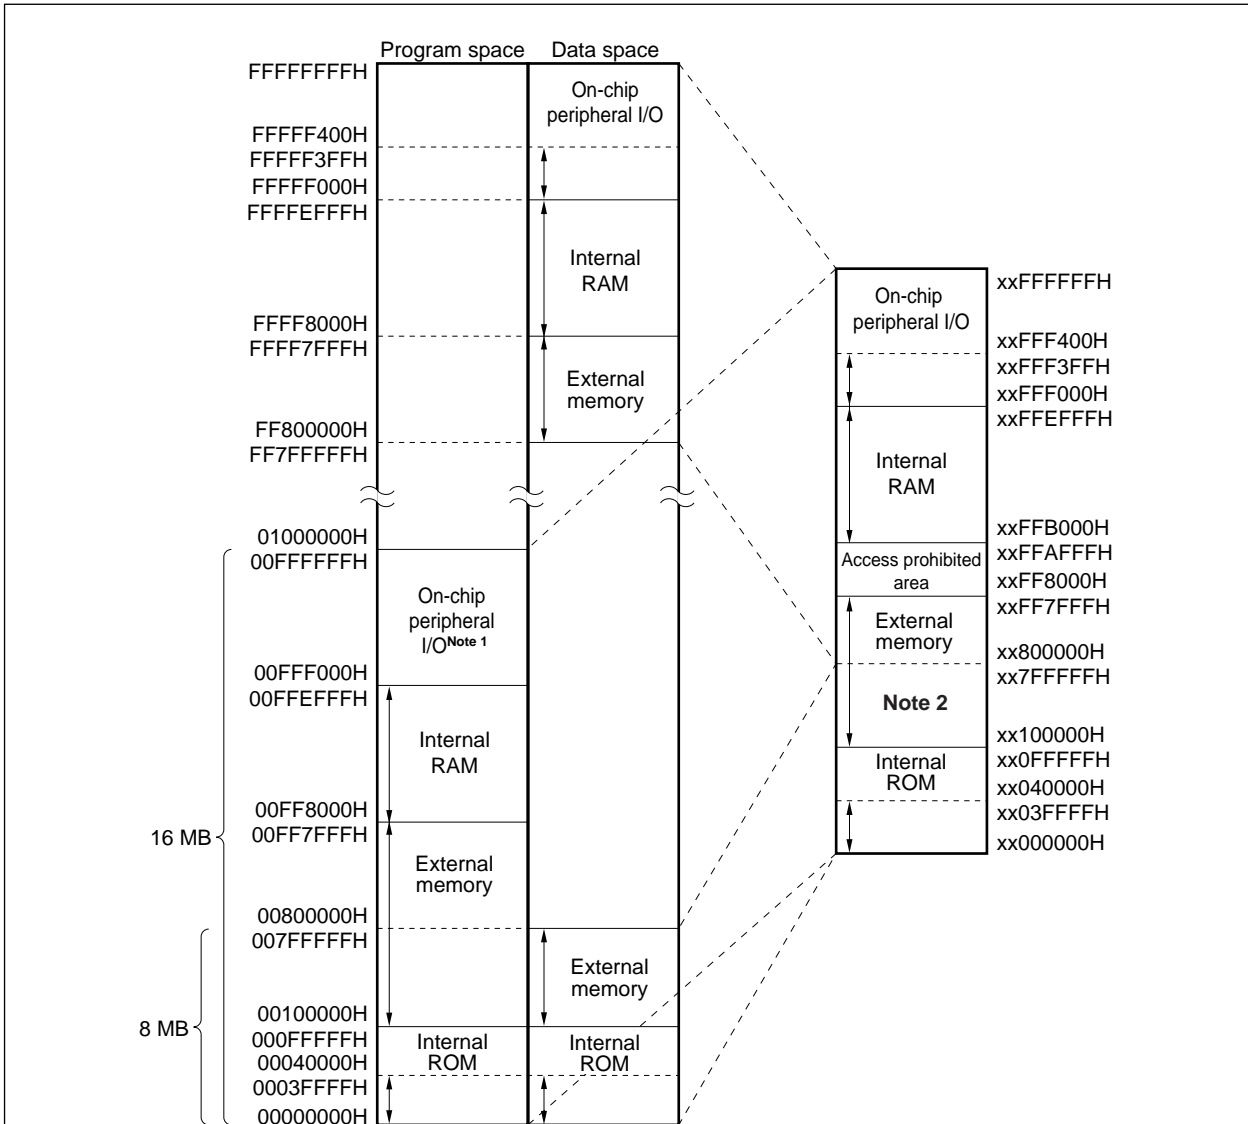 Program space Data space
FFFFFFFFH
On-chip
peripheral I/O
FFFFF400H
FFFFF3FFH
FFFFF000H
FFFFEFFFH
Internal
RAM
FFFF8000H
FFFF7FFFH
External
memory
FF800000H
FF7FFFFFH
01000000H
00FFFFFFH
On-chip
peripheral
I/ONote 1
00FFF000H
00FFEFFFH
Internal
RAM
00FF8000H
16 MB
00FF7FFFH
External
memory
00800000H
007FFFFFH
External
memory
00100000H
8 MB
000FFFFFH
Internal
ROM
Internal
ROM
00040000H
0003FFFFH
00000000H
xxFFFFFFH
On-chip
peripheral I/O
xxFFF400H
xxFFF3FFH
xxFFF000H
xxFFEFFFH
Internal
RAM
xxFFB000H
xxFFAFFFH
Access prohibited
area
xxFF8000H
xxFF7FFFH
External
memory
xx800000H
xx7FFFFFH
Note 2
xx100000H
xx0FFFFFH
Internal
ROM
xx040000H
xx03FFFFH
xx000000H